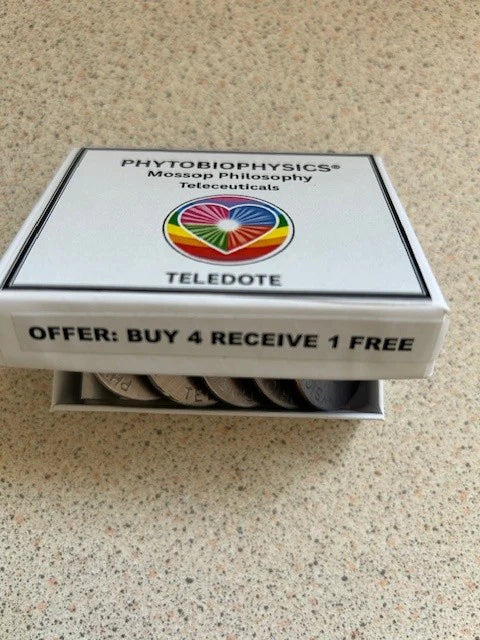 PHYTOBIOPHYSICS®
Mossop Philosophy
Teleceuticals
TELEDOTE
OFFER: BUY 4 RECEIVE 1 FREE